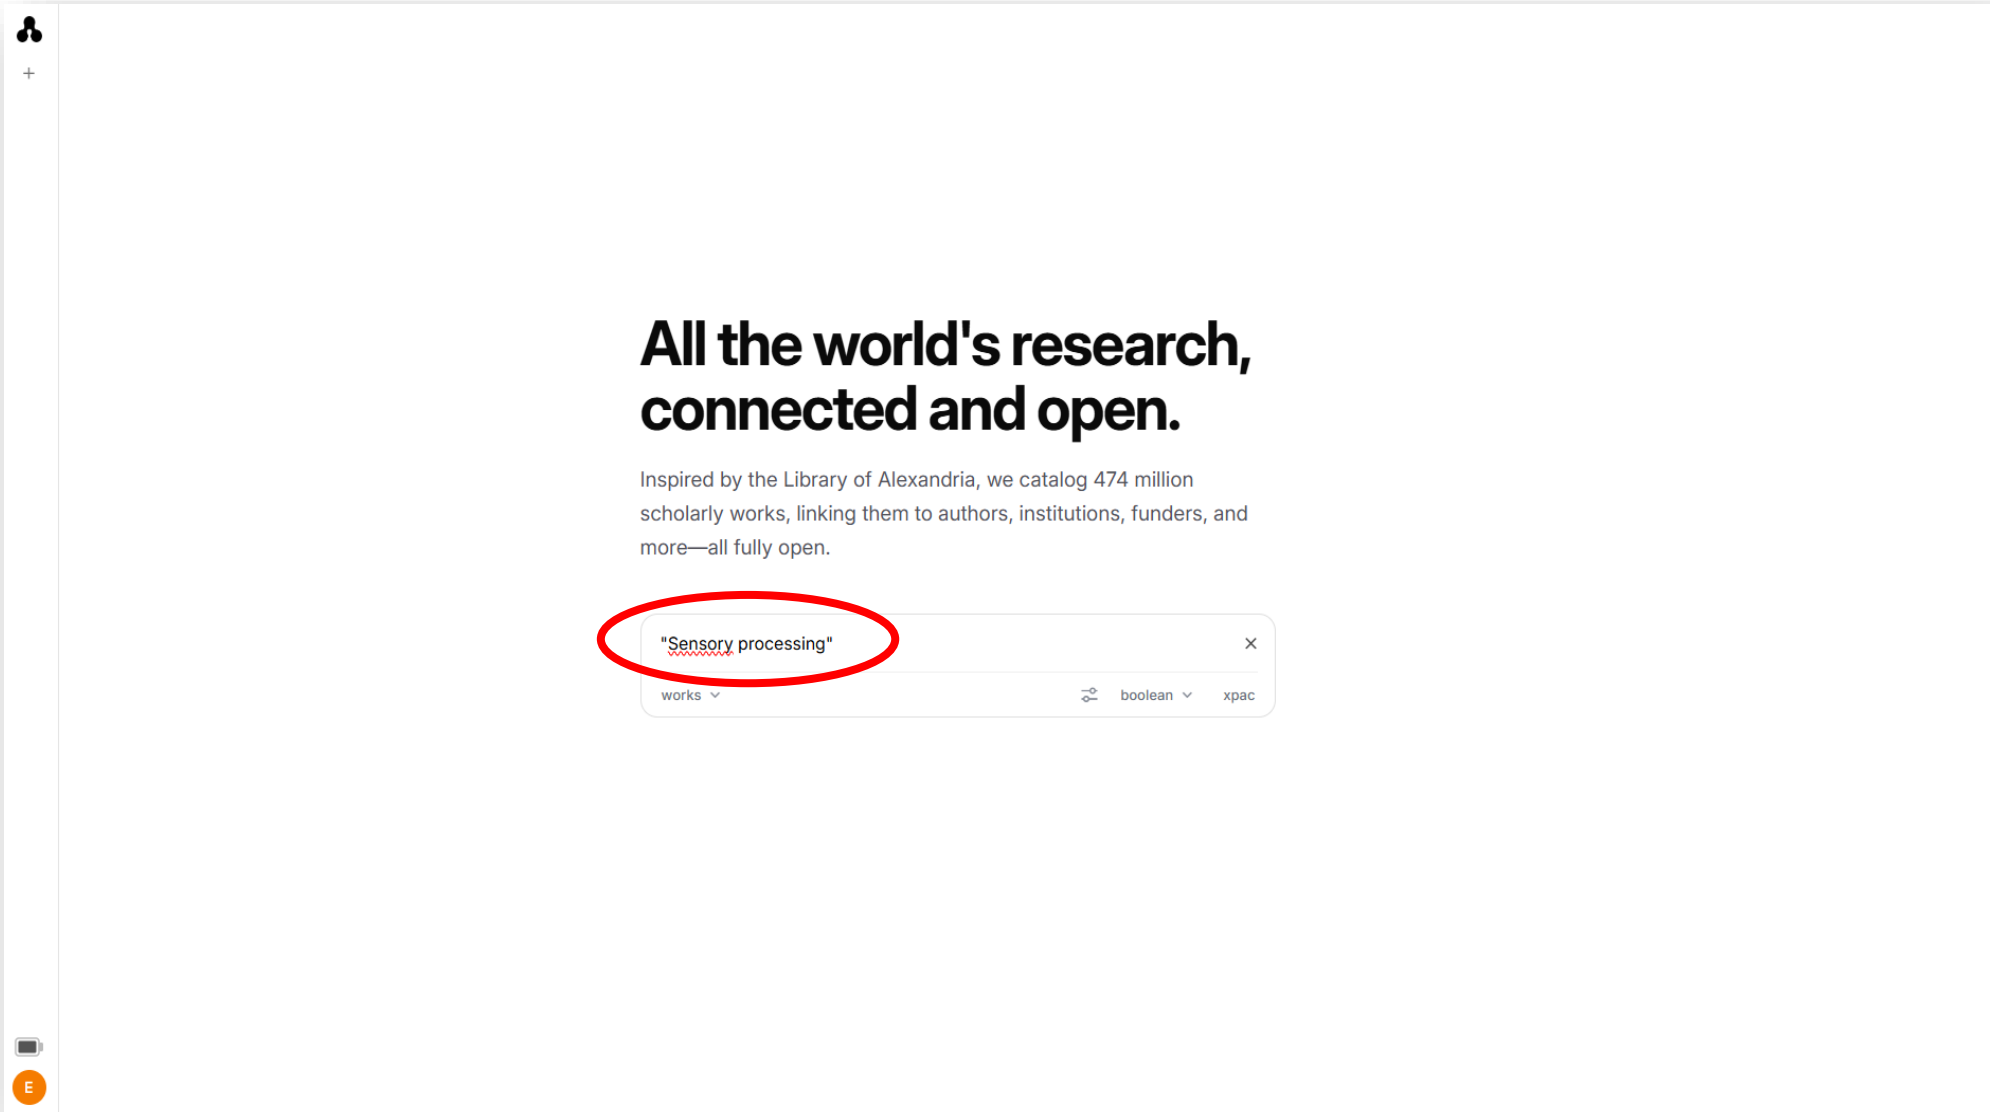 All the world's research,
connected and open.
Inspired by the Library of Alexandria, we catalog 474 million
scholarly works, linking them to authors, institutions, funders, and
more—all fully open.
"Sensory processing"
works
boolean
xpac
E